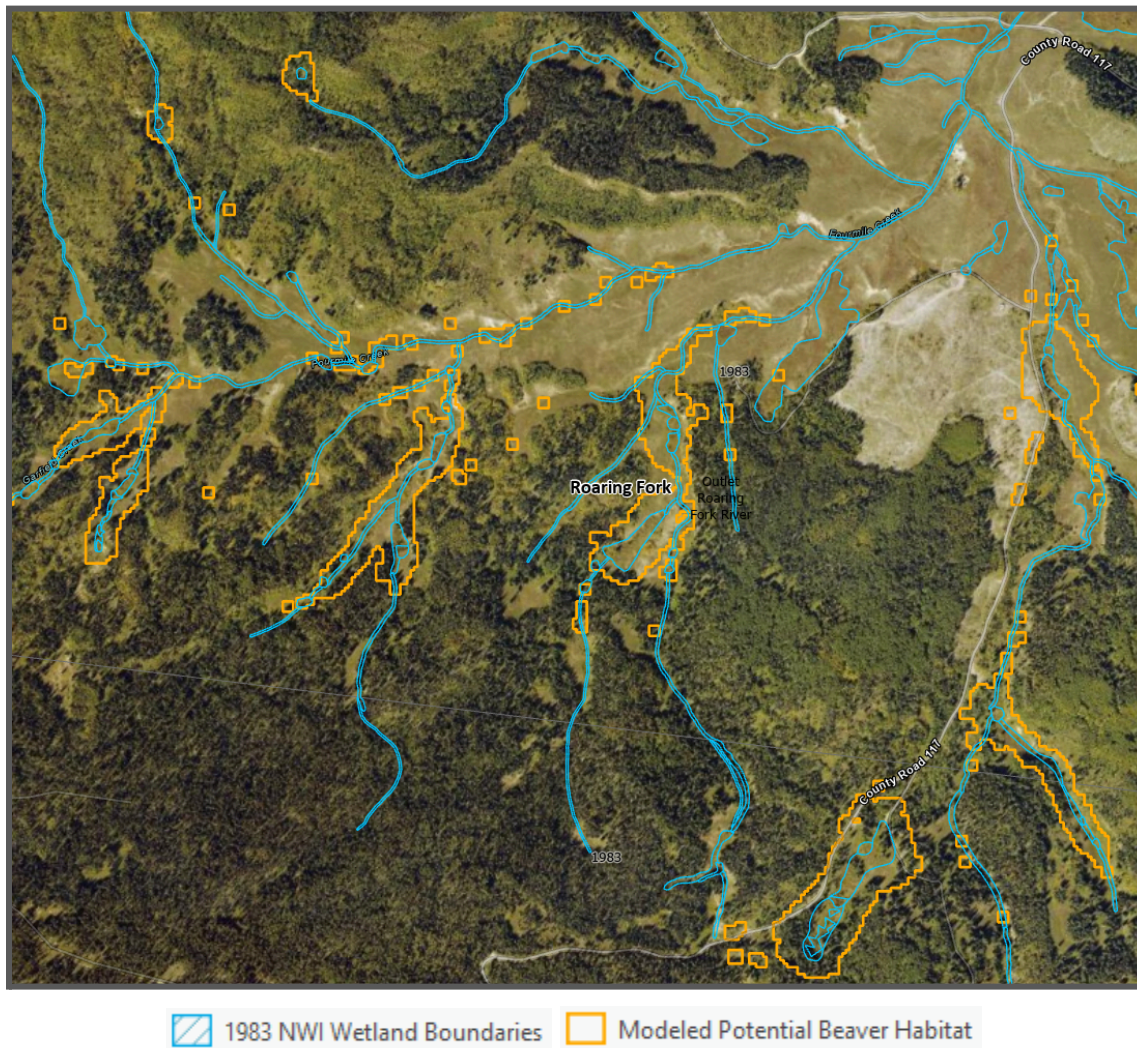 County Road 117
Fourmile Creek
Fourmile Creek
1983
Garfield Creek
Roaring Fork
Outlet
Roaring
Fork River
County Road 117
1983
1983 NWI Wetland Boundaries
Modeled Potential Beaver Habitat